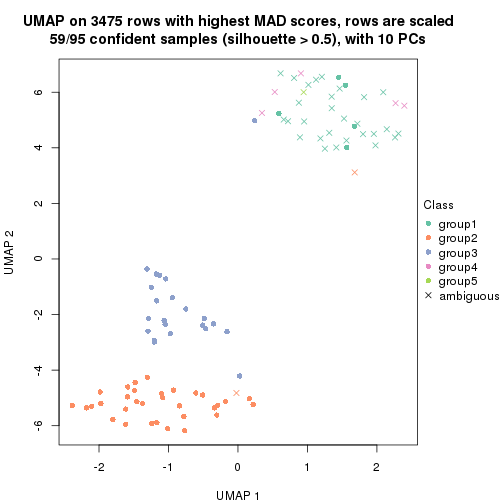 UMAP on 3475 rows with highest MAD scores, rows are scaled
59/95 confident samples (silhouette > 0.5), with 10 PCs
6
4
2
0
-2
-4
-6
UMAP 2
-2
-1
0
1
2
UMAP 1
Class
group1
group2
group3
group4
group5
ambiguous